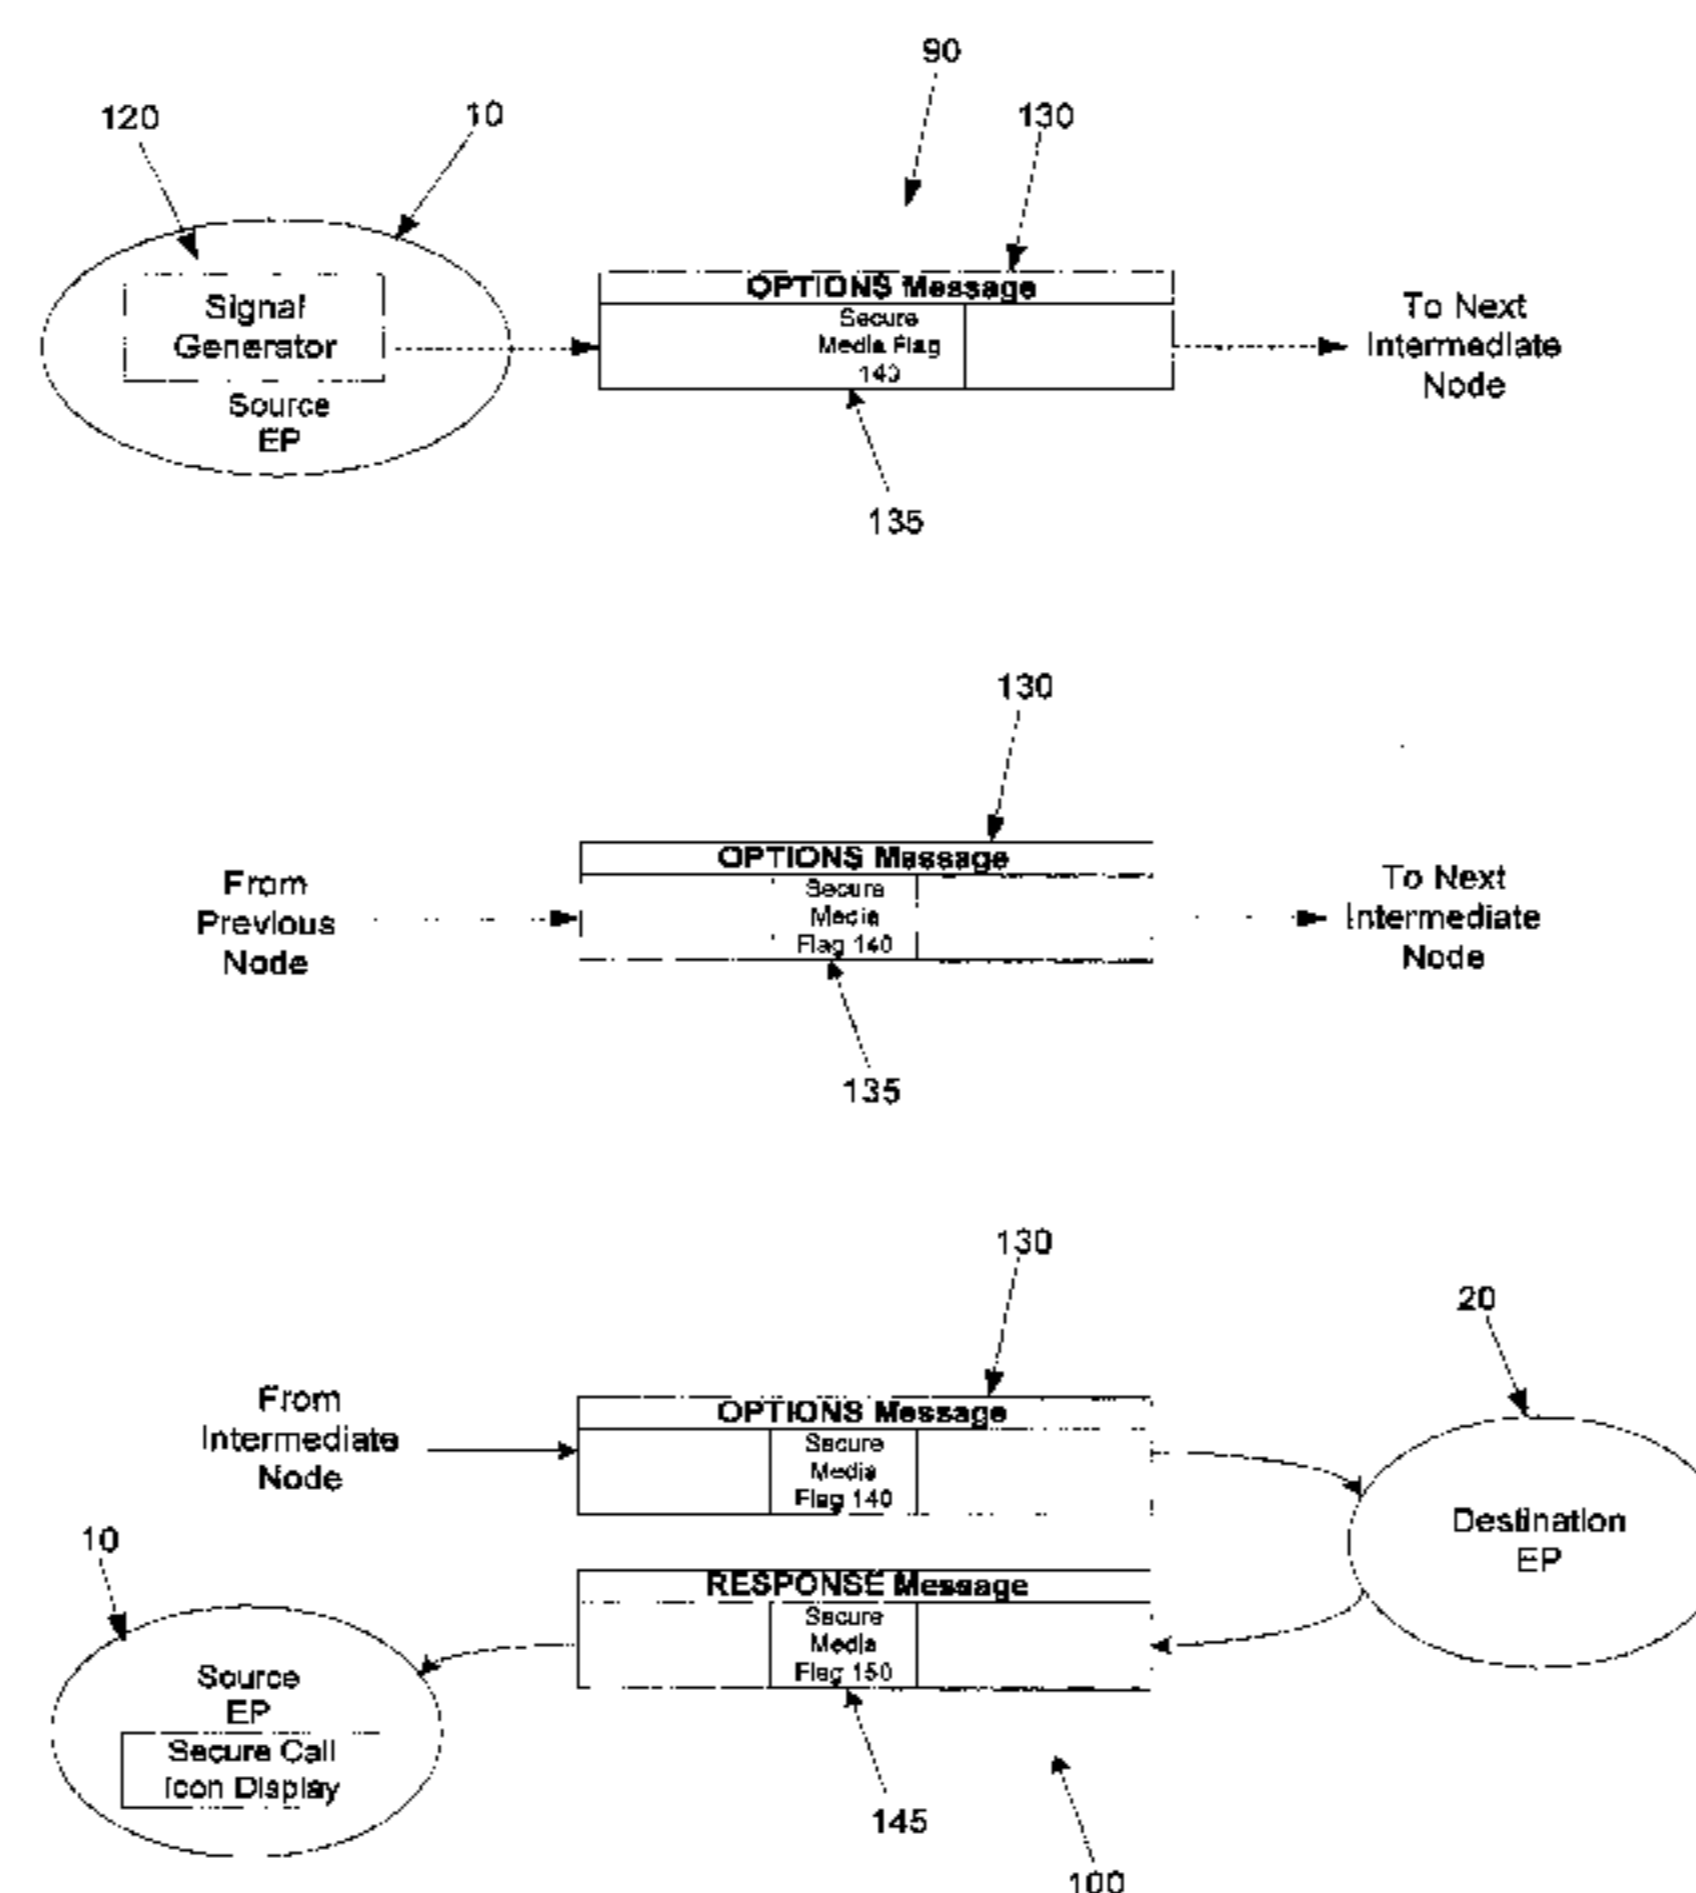 90
120
10
130
OPTIONS Message
Signal
Generator
Source
EP
Secure
Media Flag
140
To Next
Intermediate
Node
135
130
OPTIONS Message
From
Previous
Node
Secure
Media
Flag 140
To Next
Intermediate
Node
135
130
20
From
Intermediate
Node
OPTIONS Message
Secure
Media
Flag 140
Destination
EP
10
RESPONSE Message
Secure
Media
Flag 150
Source
EP
Secure Call
Icon Display
145
100